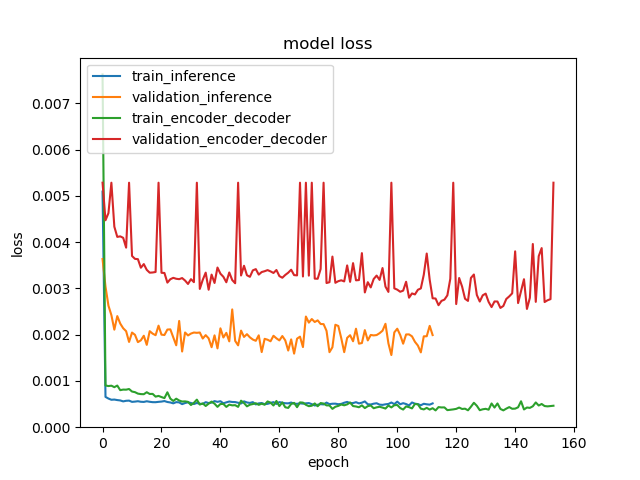 model loss
train_inference
validation_inference
train_encoder_decoder
validation_encoder_decoder
loss
0.007
0.006
0.005
0.004
0.003
0.002
0.001
0.000
0 20 40 60 80 100 120 140 160
epoch